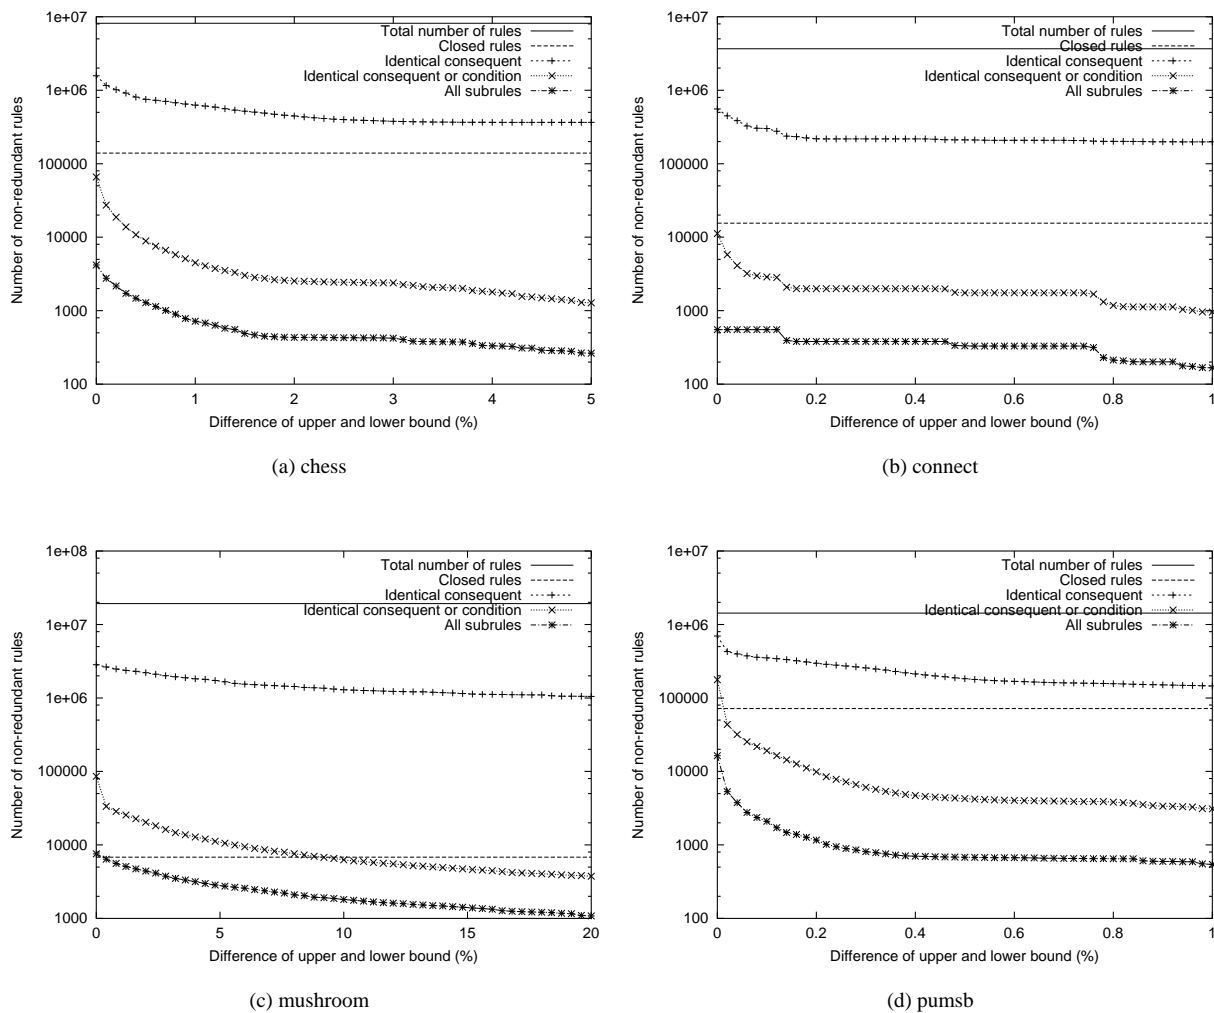 1e+07
1e+06
100000
10000
1000
100
Number of non-redundant rules
Total number of rules
Closed rules
Identical consequent
Identical consequent or condition
All subrules
0 1 2 3 4 5
Difference of upper and lower bound (%)
(a) chess
1e+07
1e+06
100000
10000
1000
100
Number of non-redundant rules
Total number of rules
Closed rules
Identical consequent
Identical consequent or condition
All subrules
0 0.2 0.4 0.6 0.8 1
Difference of upper and lower bound (%)
(b) connect
1e+08
1e+07
1e+06
100000
10000
1000
Number of non-redundant rules
Total number of rules
Closed rules
Identical consequent
Identical consequent or condition
All subrules
0 5 10 15 20
Difference of upper and lower bound (%)
(c) mushroom
1e+07
1e+06
100000
10000
1000
100
Number of non-redundant rules
Total number of rules
Closed rules
Identical consequent
Identical consequent or condition
All subrules
0 0.2 0.4 0.6 0.8 1
Difference of upper and lower bound (%)
(d) pumsb